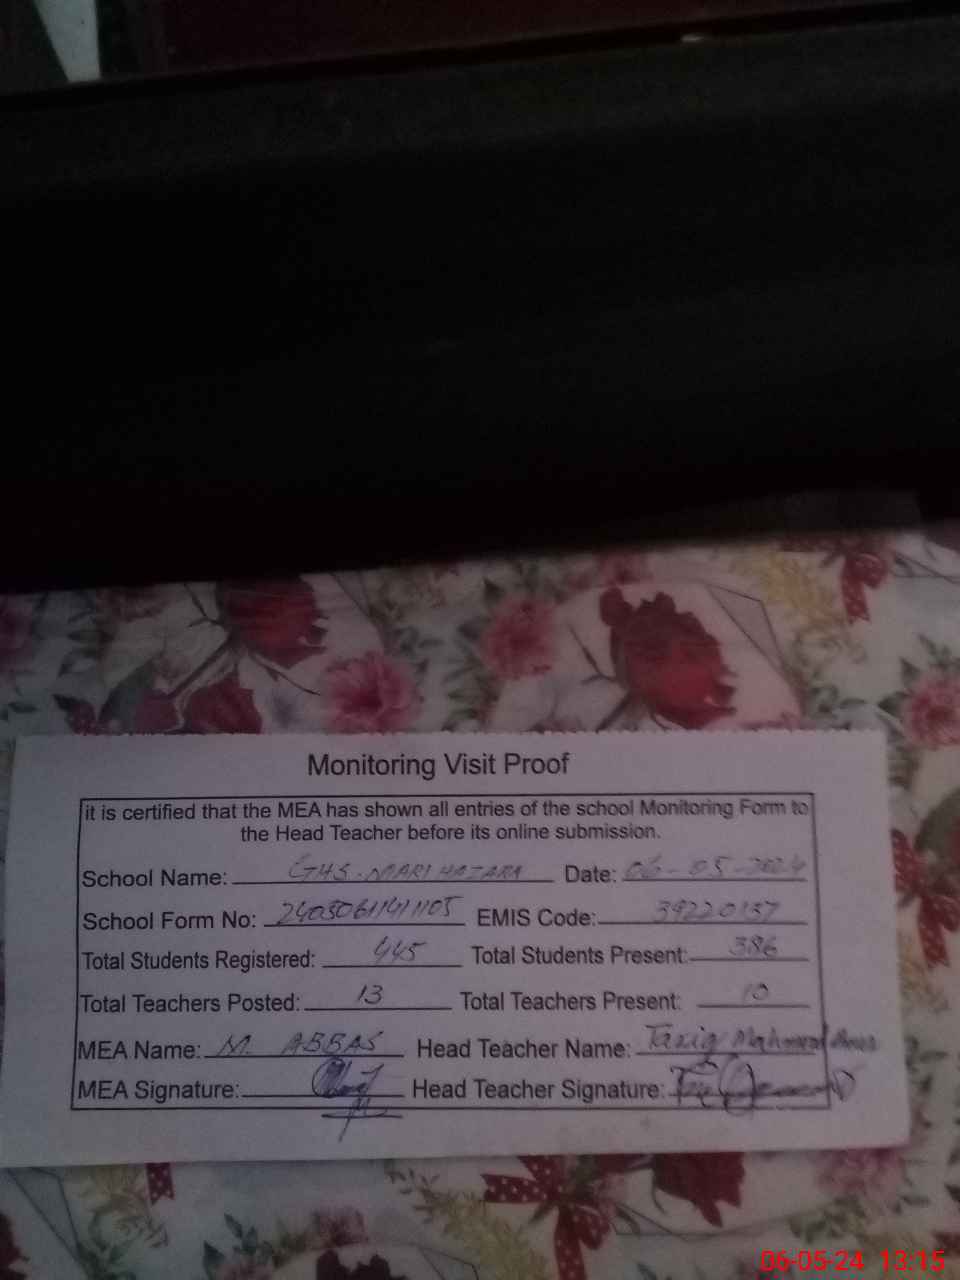 Monitoring Visit Proof
it is certified that the MEA has shown all entries of the school Monitoring Form to
the Head Teacher before its online submission.
School Name: GHS. MARI HAZARA Date: 06-05-2024
School Form No: EMIS Code: 39220137
Total Students Registered: 445 Total Students Present: 386
Total Teachers Posted: 13 Total Teachers Present: 10
MEA Name: M. ABBAS Head Teacher Name: Tariq Mahmood
MEA Signature: Head Teacher Signature:
06-05-24 13:15